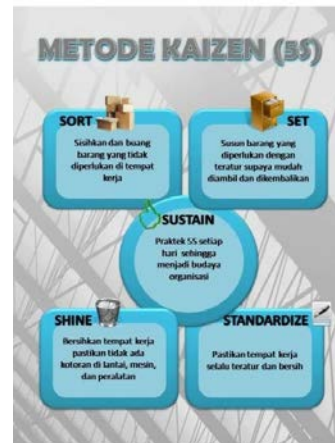 METODE KAIZEN (5S)
SORT
Sisihkan dan buang
barang yang tidak
diperlukan di tempat
kerja
SET
Susun barang yang
diperlukan dengan
teratur supaya mudah
diambil dan dikembalikan
SUSTAIN
Praktek 5S setiap
hari sehingga
menjadi budaya
organisasi
SHINE
Bersihkan tempat kerja
pastikan tidak ada
kotoran di lantai, mesin,
dan peralatan
STANDARDIZE
Pastikan tempat kerja
selalu teratur dan bersih